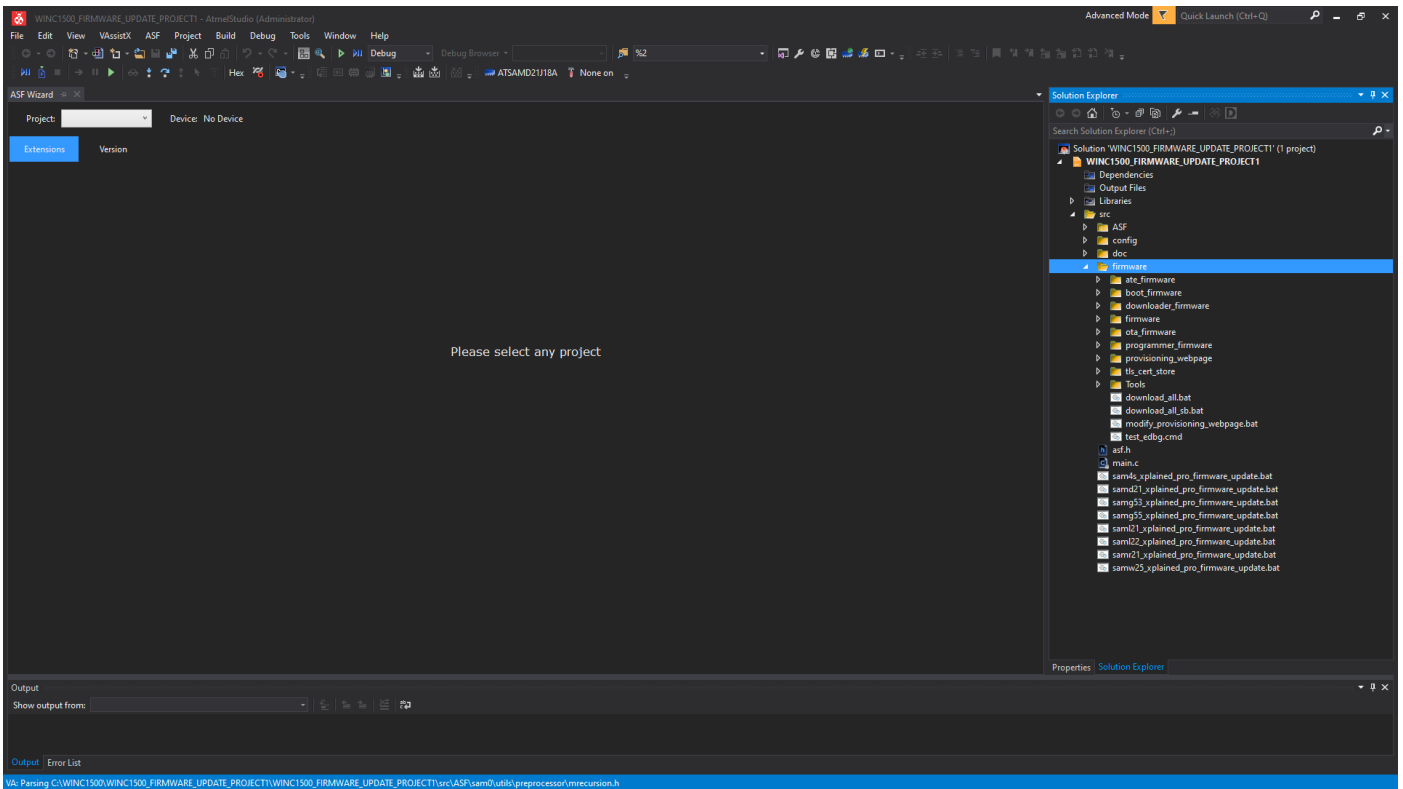 WINC1500_FIRMWARE_UPDATE_PROJECT1 - AtmelStudio (Administrator)
Advanced Mode
Quick Launch (Ctrl+Q)
File Edit View VAssistX ASF Project Build Debug Tools Window Help
Debug Debug Browser %2
Hex ATSAMD21J18A None on
ASF Wizard
Project: Device: No Device
Extensions Version
Please select any project
Solution Explorer
Search Solution Explorer (Ctrl+;)
Solution 'WINC1500_FIRMWARE_UPDATE_PROJECT1' (1 project)
WINC1500_FIRMWARE_UPDATE_PROJECT1
Dependencies
Output Files
Libraries
src
ASF
config
doc
firmware
ate_firmware
boot_firmware
downloader_firmware
firmware
ota_firmware
programmer_firmware
provisioning_webpage
tls_cert_store
Tools
download_all.bat
download_all_sb.bat
modify_provisioning_webpage.bat
test_edbg.cmd
asf.h
main.c
sam4s_xplained_pro_firmware_update.bat
samd21_xplained_pro_firmware_update.bat
samg53_xplained_pro_firmware_update.bat
samg55_xplained_pro_firmware_update.bat
saml21_xplained_pro_firmware_update.bat
saml22_xplained_pro_firmware_update.bat
samr21_xplained_pro_firmware_update.bat
samw25_xplained_pro_firmware_update.bat
Properties Solution Explorer
Output
Show output from:
Output Error List
VA: Parsing C:\WINC1500\WINC1500_FIRMWARE_UPDATE_PROJECT1\WINC1500_FIRMWARE_UPDATE_PROJECT1\src\ASF\sam0\utils\preprocessor\mrecursion.h